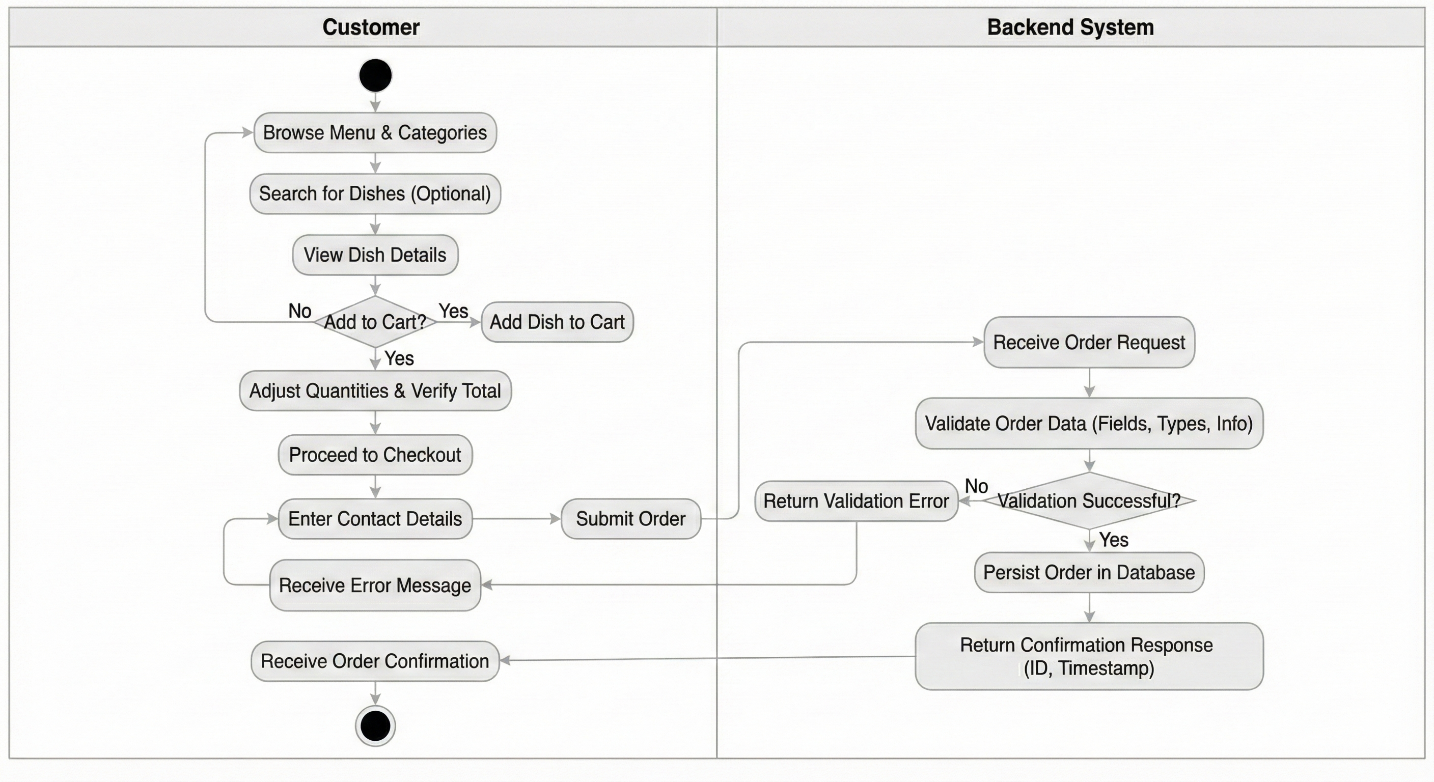 Customer
Backend System
Browse Menu & Categories
Search for Dishes (Optional)
View Dish Details
No
Add to Cart?
Yes
Add Dish to Cart
Yes
Adjust Quantities & Verify Total
Proceed to Checkout
Enter Contact Details
Submit Order
Receive Error Message
Receive Order Confirmation
Receive Order Request
Validate Order Data (Fields, Types, Info)
Return Validation Error
No
Validation Successful?
Yes
Persist Order in Database
Return Confirmation Response
(ID, Timestamp)